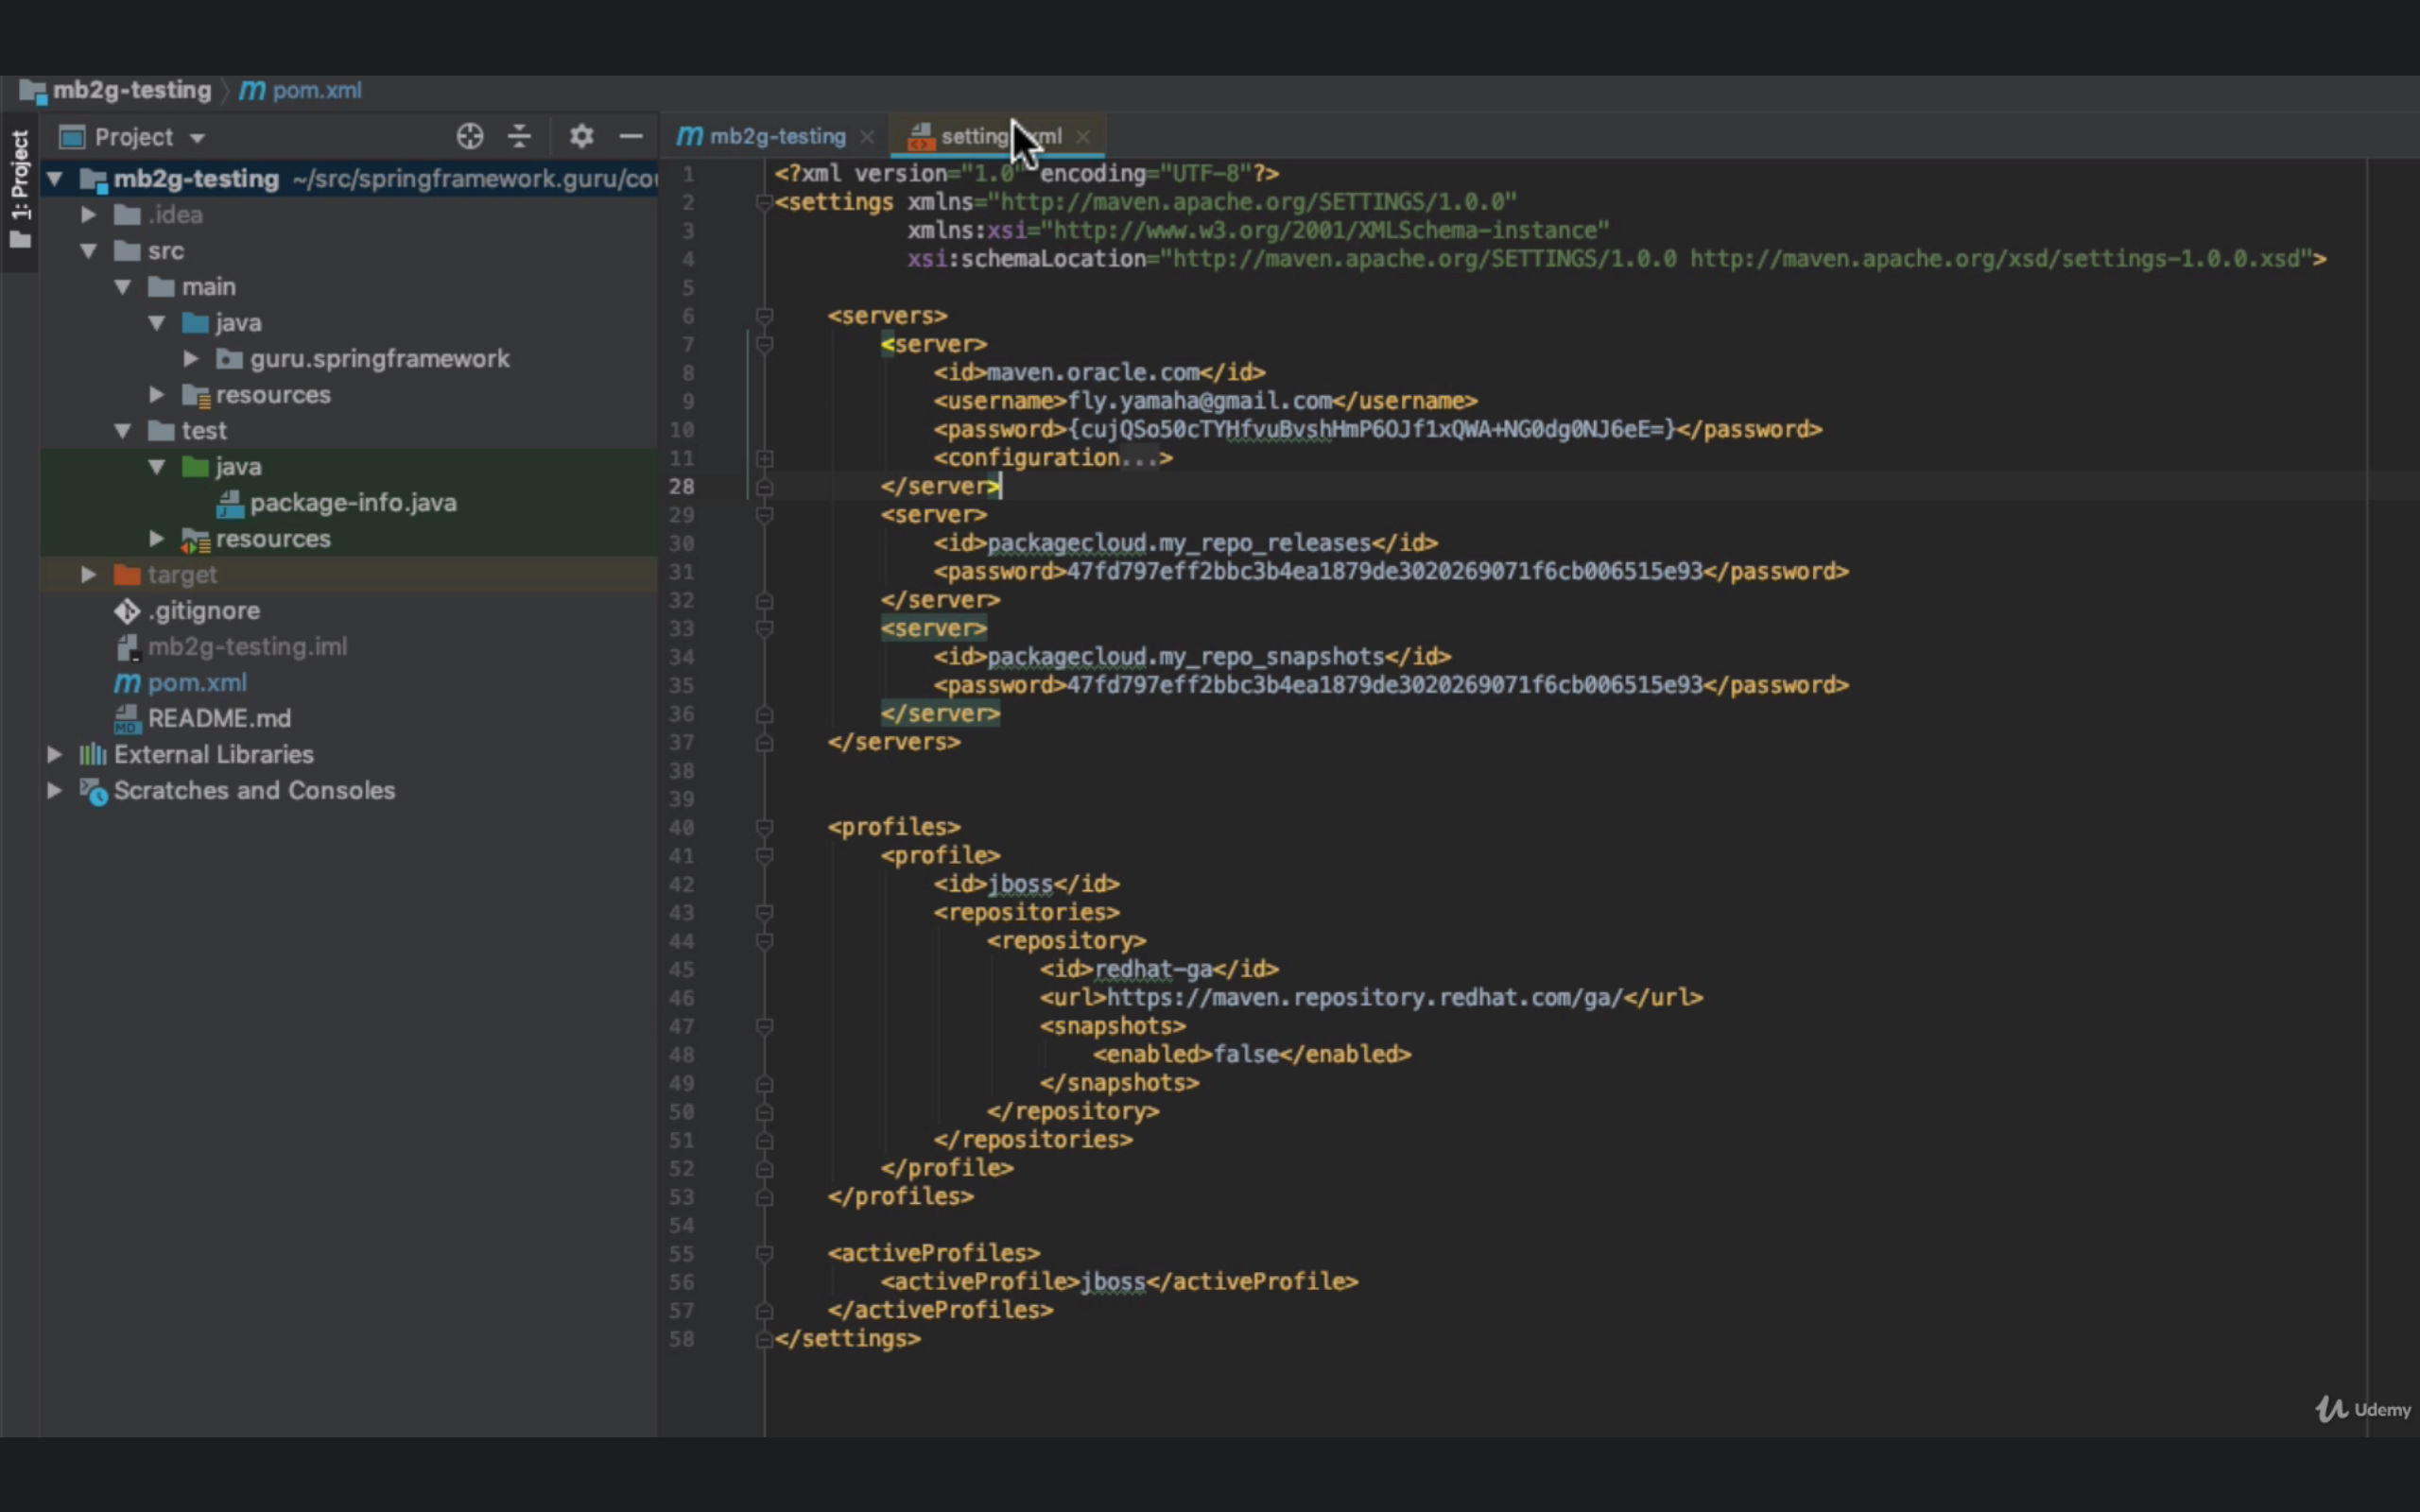 mb2g-testing pom.xml
1: Project
Project
mb2g-testing ~/src/springframework.guru/cou
.idea
src
main
java
guru.springframework
resources
test
java
package-info.java
resources
target
.gitignore
mb2g-testing.iml
pom.xml
README.md
External Libraries
Scratches and Consoles
mb2g-testing
1 <?xml version="1.0" encoding="UTF-8"?>
2 <settings xmlns="http://maven.apache.org/SETTINGS/1.0.0"
3 xmlns:xsi="http://www.w3.org/2001/XMLSchema-instance"
4 xsi:schemaLocation="http://maven.apache.org/SETTINGS/1.0.0 http://maven.apache.org/xsd/settings-1.0.0.xsd">
5
6 <servers>
7 <server>
8 <id>maven.oracle.com</id>
9 <username>fly.yamaha@gmail.com</username>
10 <password>{cujQSo50cTYHfvuBvshHmP6OJf1xQWA+NG0dg0NJ6eE=}</password>
11 <configuration...>
28 </server>
29 <server>
30 <id>packagecloud.my_repo_releases</id>
31 <password>47fd797eff2bbc3b4ea1879de3020269071f6cb006515e93</password>
32 </server>
33 <server>
34 <id>packagecloud.my_repo_snapshots</id>
35 <password>47fd797eff2bbc3b4ea1879de3020269071f6cb006515e93</password>
36 </server>
37 </servers>
38
39
40 <profiles>
41 <profile>
42 <id>jboss</id>
43 <repositories>
44 <repository>
45 <id>redhat-ga</id>
46 <url>https://maven.repository.redhat.com/ga/</url>
47 <snapshots>
48 <enabled>false</enabled>
49 </snapshots>
50 </repository>
51 </repositories>
52 </profile>
53 </profiles>
54
55 <activeProfiles>
56 <activeProfile>jboss</activeProfile>
57 </activeProfiles>
58 </settings>
Udemy